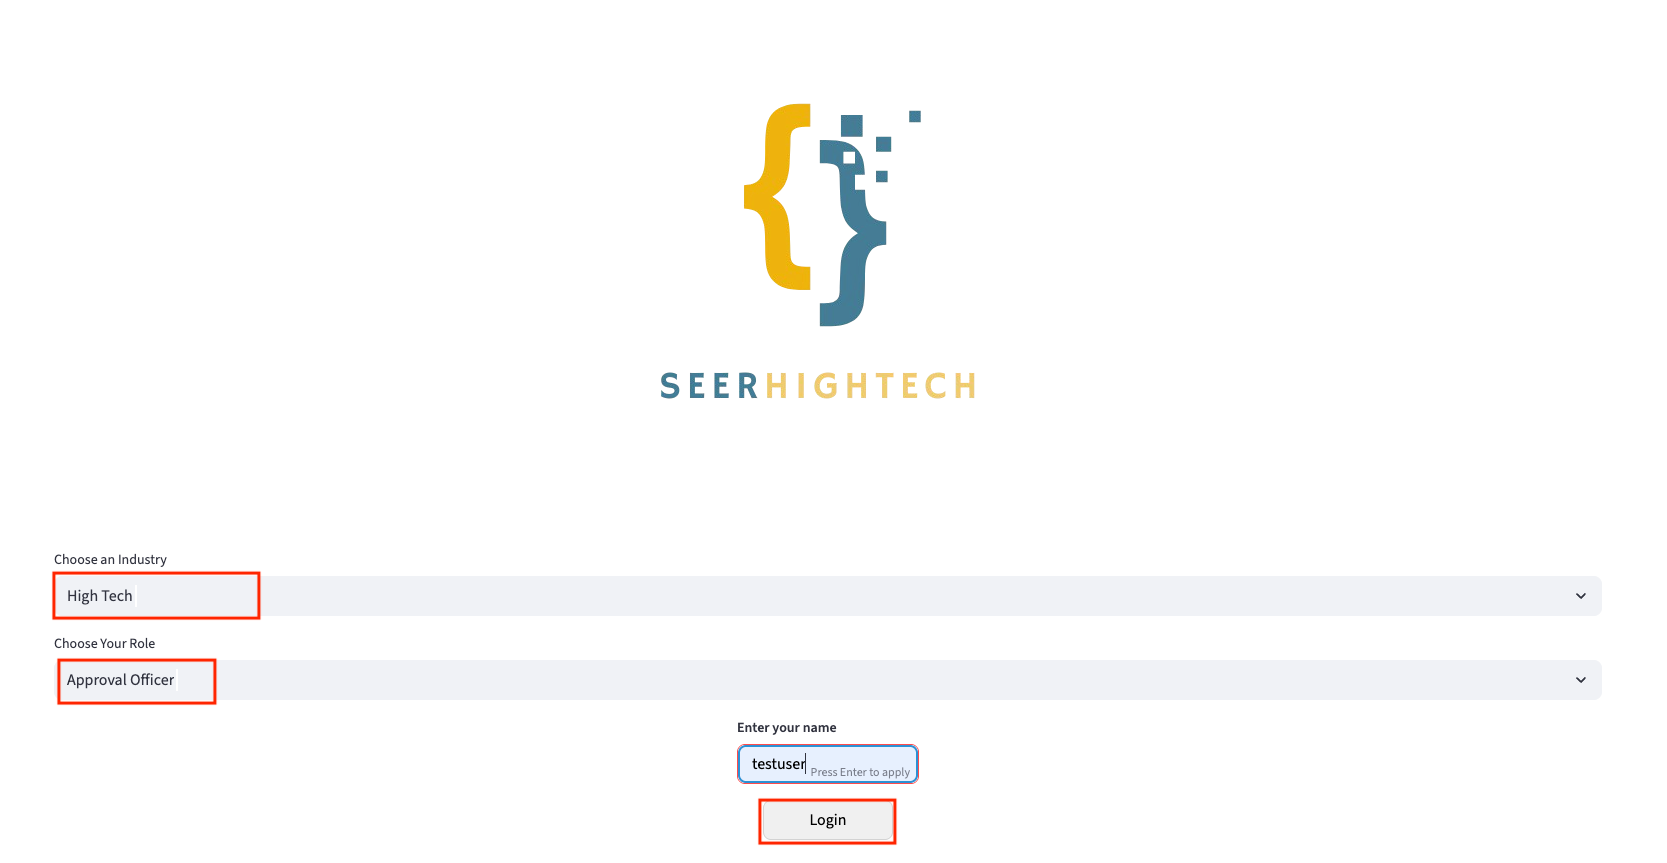 SEERHIGHTECH
Choose an Industry
High Tech
Choose Your Role
Approval Officer
Enter your name
testuser Press Enter to apply
Login